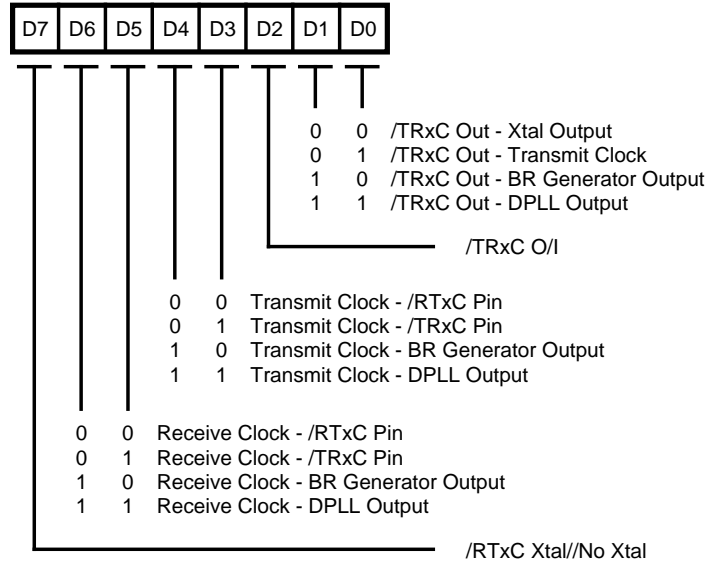 D7 D6 D5 D4 D3 D2 D1 D0
0 0 /TRxC Out - Xtal Output
0 1 /TRxC Out - Transmit Clock
1 0 /TRxC Out - BR Generator Output
1 1 /TRxC Out - DPLL Output
/TRxC O/I
0 0 Transmit Clock - /RTxC Pin
0 1 Transmit Clock - /TRxC Pin
1 0 Transmit Clock - BR Generator Output
1 1 Transmit Clock - DPLL Output
0 0 Receive Clock - /RTxC Pin
0 1 Receive Clock - /TRxC Pin
1 0 Receive Clock - BR Generator Output
1 1 Receive Clock - DPLL Output
/RTxC Xtal//No Xtal